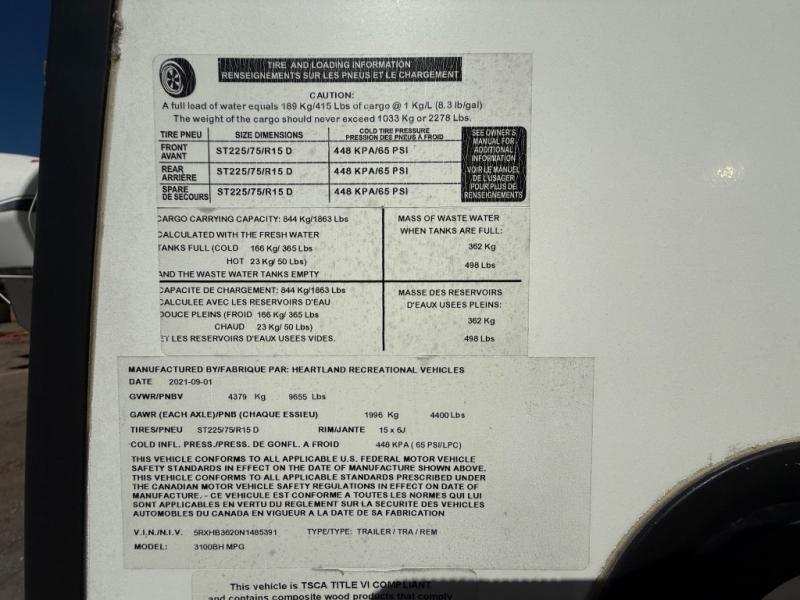 TIRE AND LOADING INFORMATION
RENSEIGNEMENTS SUR LES PNEUS ET LE CHARGEMENT
CAUTION:
A full load of water equals 189 Kg/415 Lbs of cargo @ 1 Kg/L (8.3 lb/gal)
The weight of the cargo should never exceed 1033 Kg or 2278 Lbs.
TIRE PNEU SIZE DIMENSIONS COLD TIRE PRESSURE
PRESSION DES PNEUS À FROID
FRONT
AVANT ST225/75/R15 D 448 KPA/65 PSI
REAR
ARRIÈRE ST225/75/R15 D 448 KPA/65 PSI
SPARE
DE SECOURS ST225/75/R15 D 448 KPA/65 PSI
SEE OWNER'S
MANUAL FOR
ADDITIONAL
INFORMATION
VOIR LE MANUEL
DE L'USAGER
POUR PLUS DE
RENSEIGNEMENTS
CARGO CARRYING CAPACITY: 844 Kg/1863 Lbs
CALCULATED WITH THE FRESH WATER
TANKS FULL (COLD 166 Kg/ 365 Lbs
HOT 23 Kg/ 50 Lbs)
AND THE WASTE WATER TANKS EMPTY
MASS OF WASTE WATER
WHEN TANKS ARE FULL:
362 Kg
498 Lbs
CAPACITE DE CHARGEMENT: 844 Kg/1863 Lbs
CALCULEE AVEC LES RESERVOIRS D'EAU
DOUCE PLEINS (FROID 166 Kg/ 365 Lbs
CHAUD 23 Kg/ 50 Lbs)
ET LES RESERVOIRS D'EAUX USEES VIDES.
MASSE DES RESERVOIRS
D'EAUX USEES PLEINS:
362 Kg
498 Lbs
MANUFACTURED BY/FABRIQUE PAR: HEARTLAND RECREATIONAL VEHICLES
DATE 2021-09-01
GVWR/PNBV 4379 Kg 9655 Lbs
GAWR (EACH AXLE)/PNB (CHAQUE ESSIEU) 1996 Kg 4400 Lbs
TIRES/PNEU ST225/75/R15 D RIM/JANTE 15 x 6J
COLD INFL. PRESS./PRESS. DE GONFL. A FROID 448 KPA ( 65 PSI/LPC)
THIS VEHICLE CONFORMS TO ALL APPLICABLE U.S. FEDERAL MOTOR VEHICLE
SAFETY STANDARDS IN EFFECT ON THE DATE OF MANUFACTURE SHOWN ABOVE.
THIS VEHICLE CONFORMS TO ALL APPLICABLE STANDARDS PRESCRIBED UNDER
THE CANADIAN MOTOR VEHICLE SAFETY REGULATIONS IN EFFECT ON DATE OF
MANUFACTURE. - CE VEHICULE EST CONFORME A TOUTES LES NORMES QUI LUI
SONT APPLICABLES EN VERTU DU REGLEMENT SUR LA SECURITE DES VEHICLES
AUTOMOBILES DU CANADA EN VIGUEUR A LA DATE DE SA FABRICATION
V.I.N./N.I.V. 5RXHB3620N1485391 TYPE/TYPE: TRAILER / TRA / REM
MODEL: 3100BH MPG
This vehicle is TSCA TITLE VI COMPLIANT
and contains composite wood products that comply